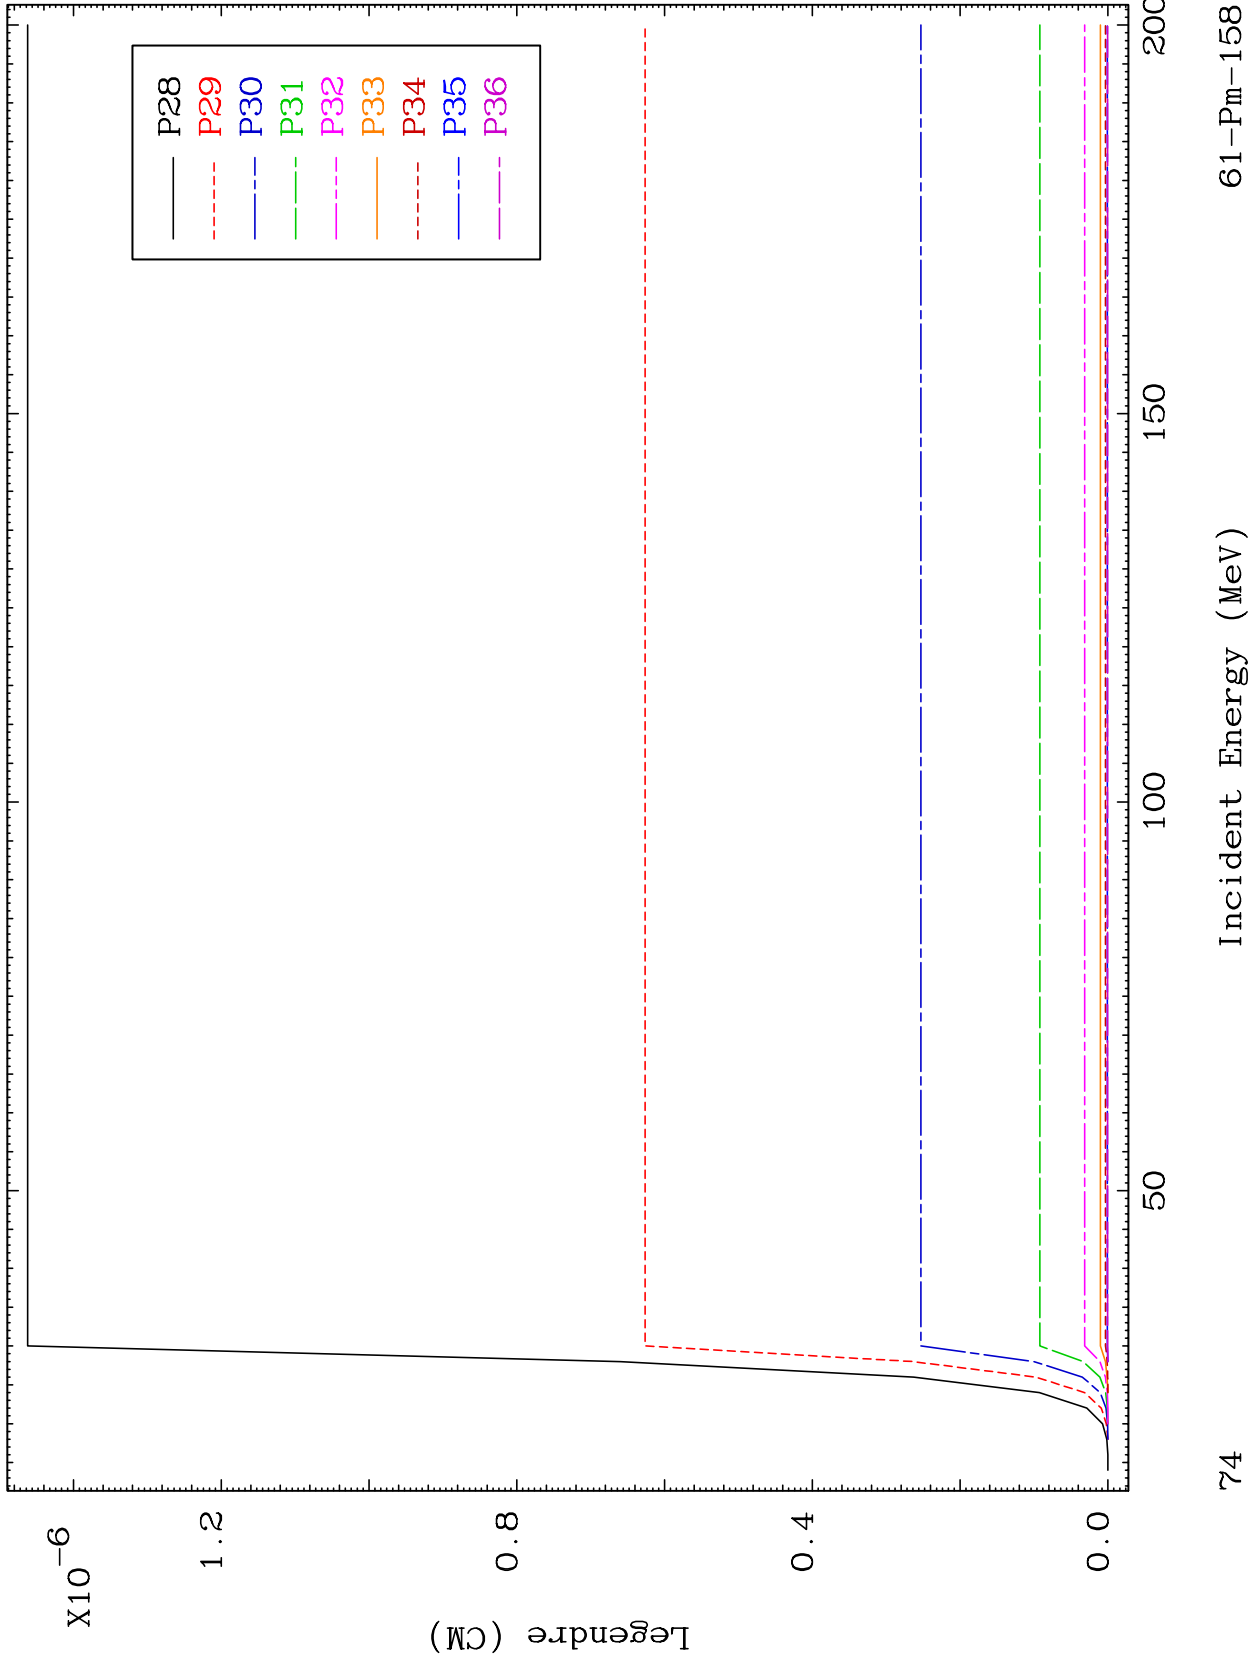 X10-6
1.2
0.8
0.4
0.0
Legendre (CM)
P28
P29
P30
P31
P32
P33
P34
P35
P36
50
100
150
200
Incident Energy (MeV)
74
61-Pm-158